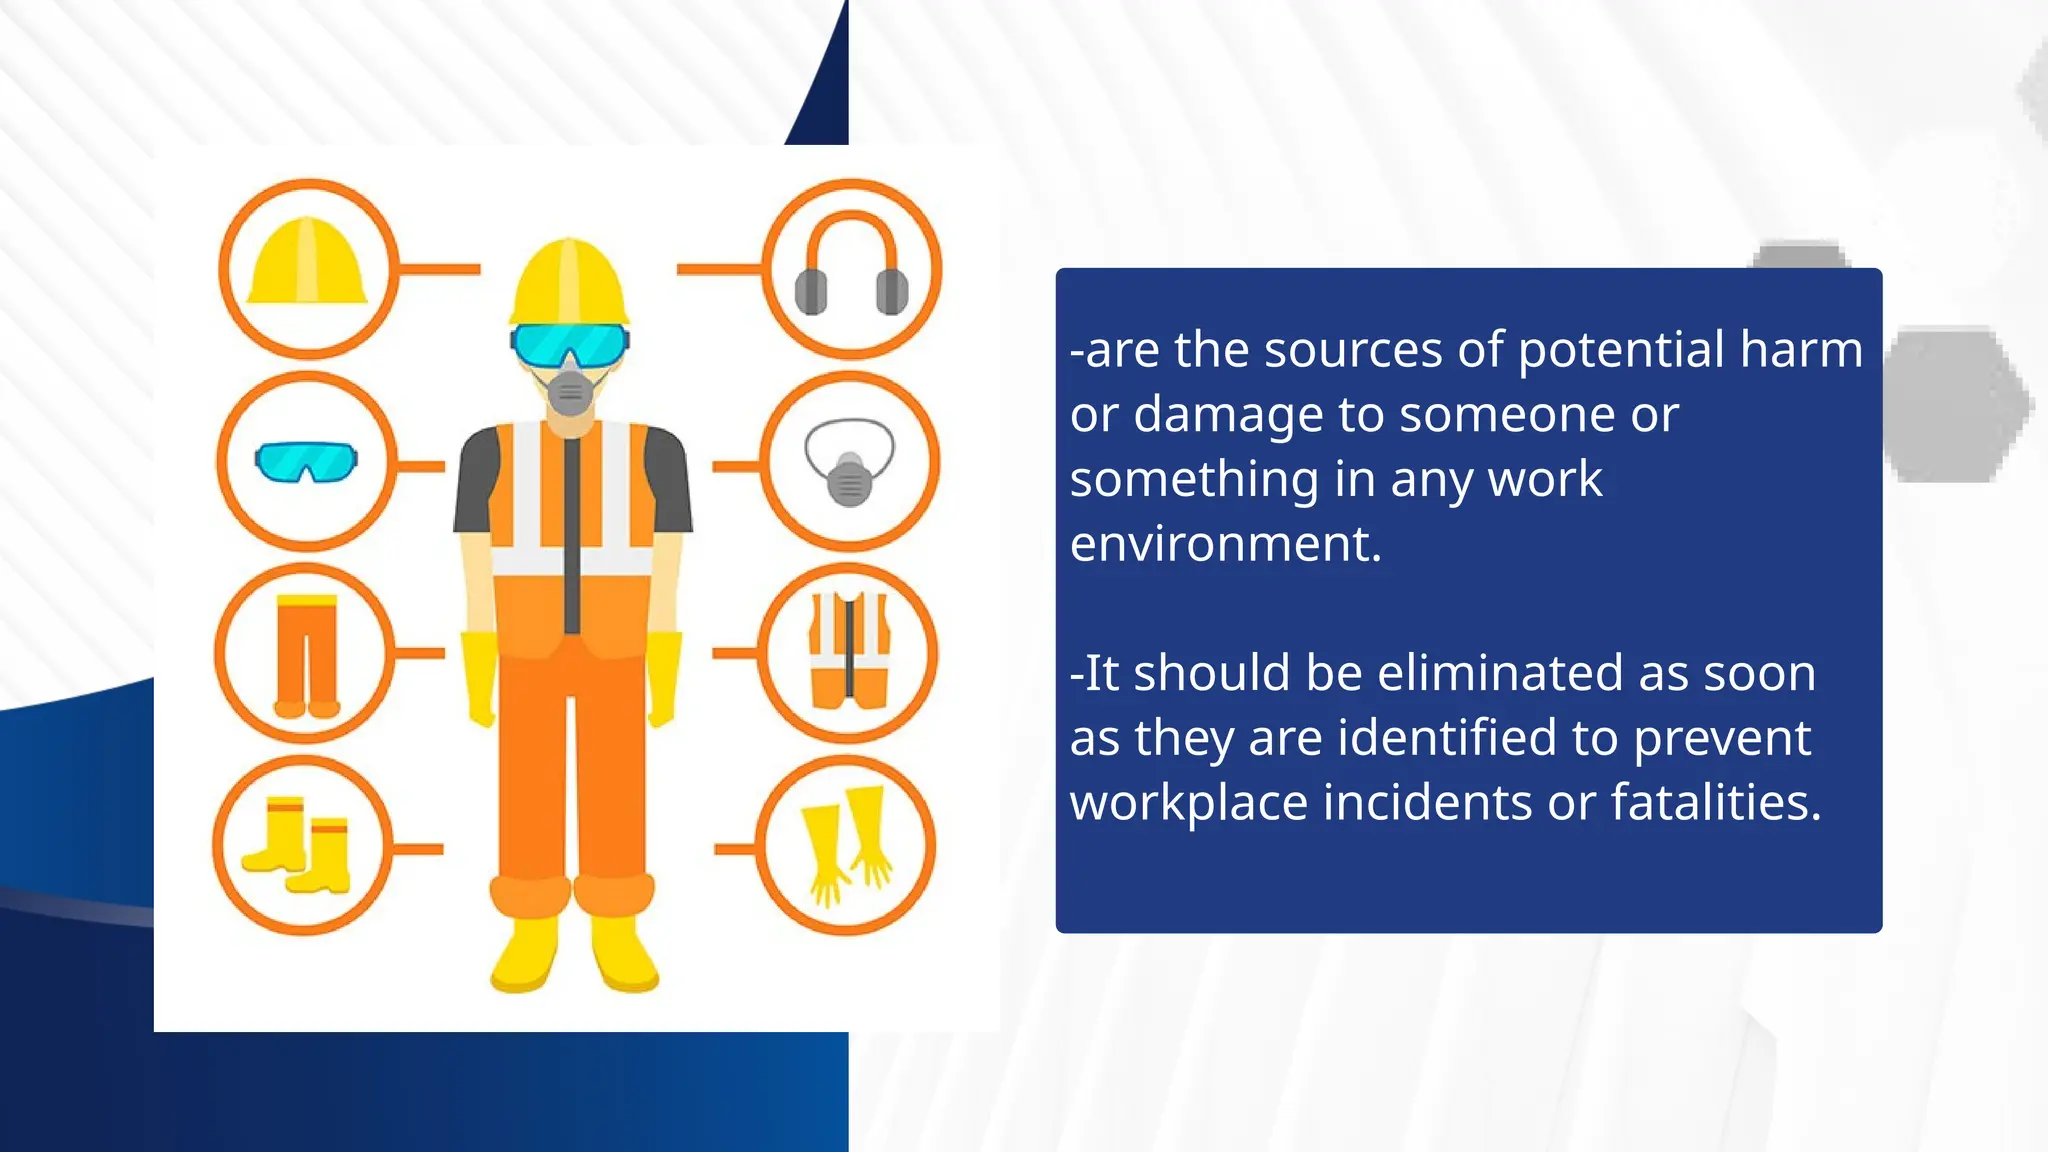 -are the sources of potential harm
or damage to someone or
something in any work
environment.
-It should be eliminated as soon
as they are identified to prevent
workplace incidents or fatalities.